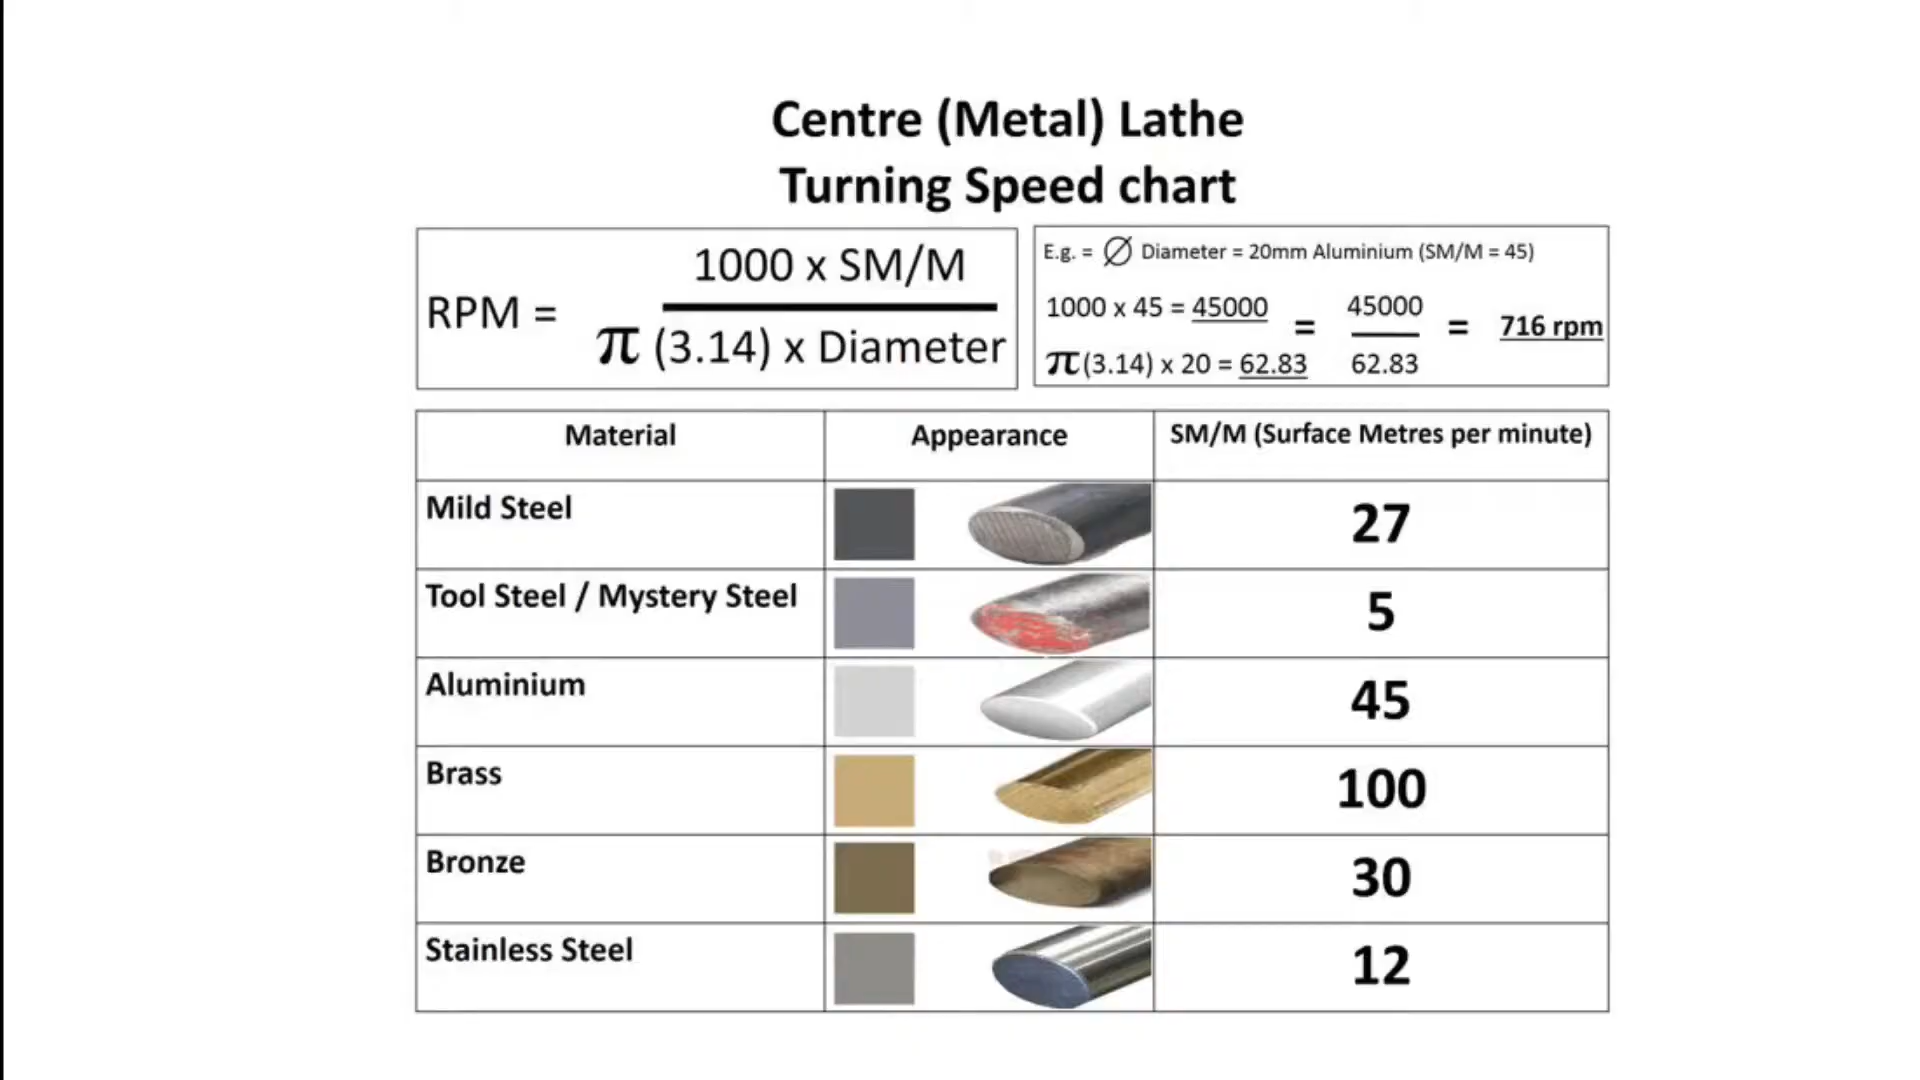 Centre (Metal) Lathe
Turning Speed chart
RPM = 1000 x SM/M
π (3.14) x Diameter
E.g. = ∅ Diameter = 20mm Aluminium (SM/M = 45)
1000 x 45 = 45000 = 45000 = 716 rpm
π(3.14) x 20 = 62.83 62.83
Material Appearance SM/M (Surface Metres per minute)
Mild Steel 27
Tool Steel / Mystery Steel 5
Aluminium 45
Brass 100
Bronze 30
Stainless Steel 12